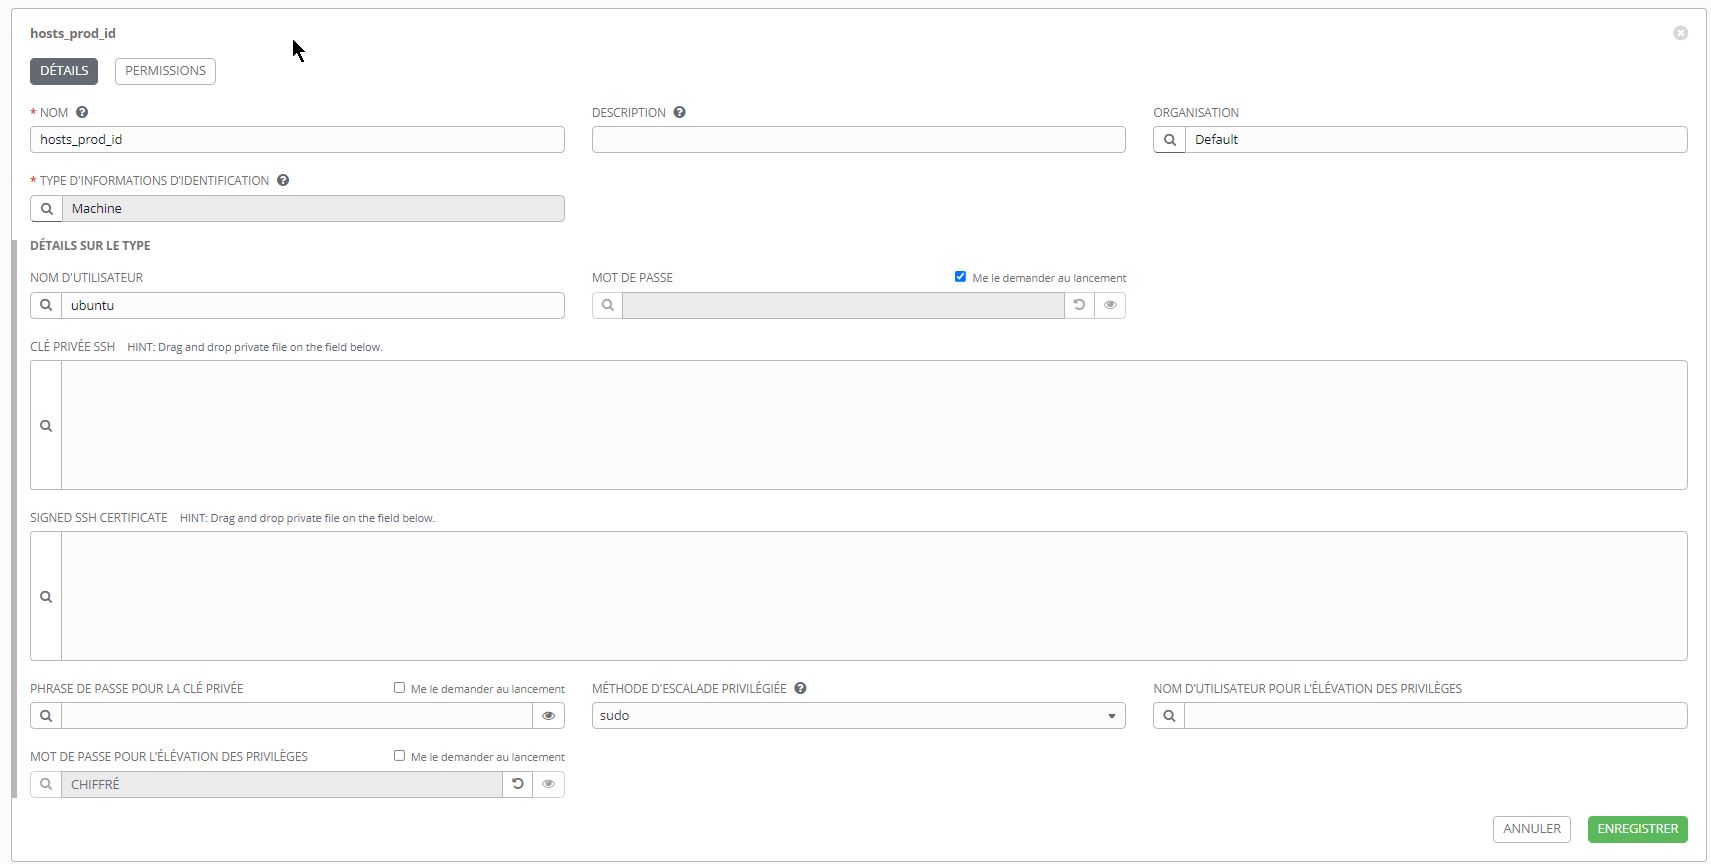 hosts_prod_id
DÉTAILS PERMISSIONS
* NOM DESCRIPTION ORGANISATION
hosts_prod_id Default
* TYPE D'INFORMATIONS D'IDENTIFICATION
Machine
DÉTAILS SUR LE TYPE
NOM D'UTILISATEUR MOT DE PASSE Me le demander au lancement
ubuntu
CLÉ PRIVÉE SSH HINT: Drag and drop private file on the field below.
SIGNED SSH CERTIFICATE HINT: Drag and drop private file on the field below.
PHRASE DE PASSE POUR LA CLÉ PRIVÉE Me le demander au lancement MÉTHODE D'ESCALADE PRIVILÉGIÉE NOM D’UTILISATEUR POUR L’ÉLÉVATION DES PRIVILÈGES
sudo
MOT DE PASSE POUR L’ÉLÉVATION DES PRIVILÈGES Me le demander au lancement
CHIFFRÉ
ANNULER ENREGISTRER